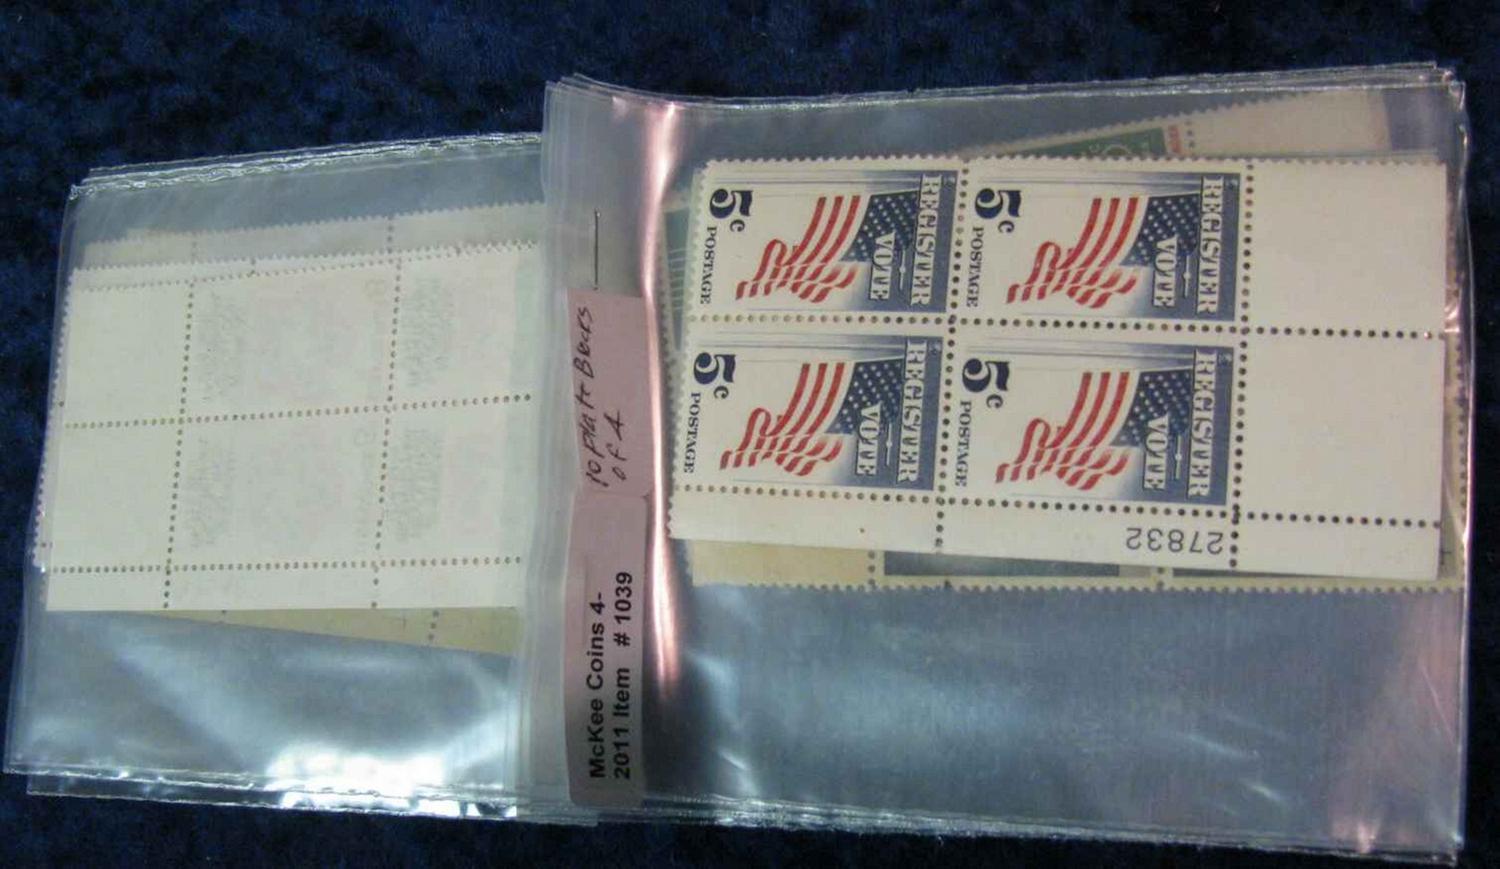 5c POSTAGE
REGISTER
VOTE
5c POSTAGE
REGISTER
VOTE
5c POSTAGE
REGISTER
VOTE
5c POSTAGE
REGISTER
VOTE
27832
10 Plate Blocks
of 4
McKee Coins 4-
2011 Item # 1039